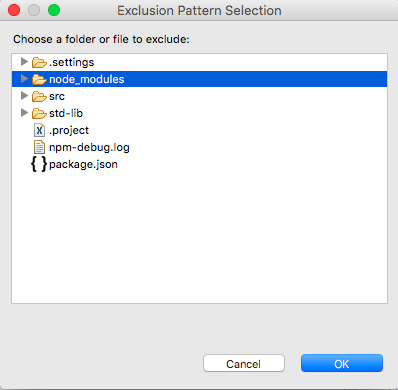 Exclusion Pattern Selection
Choose a folder or file to exclude:
.settings
node_modules
src
std-lib
.project
npm-debug.log
package.json
Cancel
OK